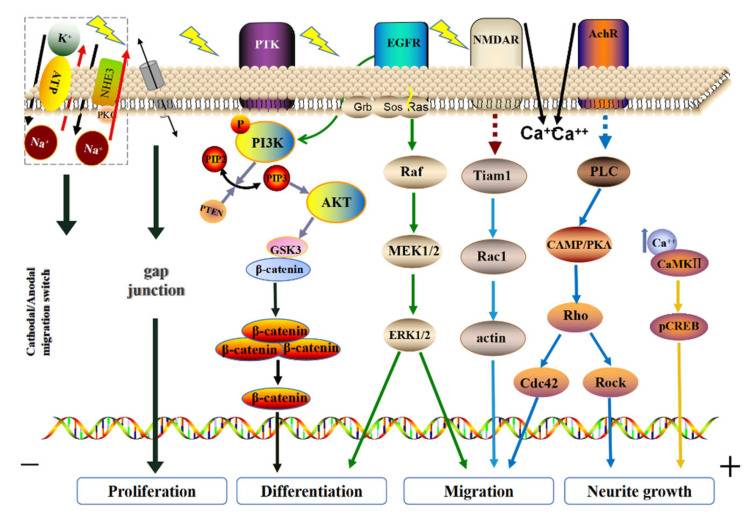 K⁺
ATP
Na⁺
Na⁺
NHE3
PKC
PTK
EGFR
NMDAR
AchR
Grb
Sos
Ras
Ca⁺
Ca⁺⁺
P
PI3K
PIP2
PIP3
PTEN
AKT
GSK3
β-catenin
β-catenin
β-catenin
β-catenin
β-catenin
Raf
MEK1/2
ERK1/2
Tiam1
Rac1
actin
PLC
CAMP/PKA
Rho
Cdc42
Rock
Ca⁺⁺
CaMKII
pCREB
Cathodal/Anodal
migration switch
gap
junction
−
+
Proliferation
Differentiation
Migration
Neurite growth